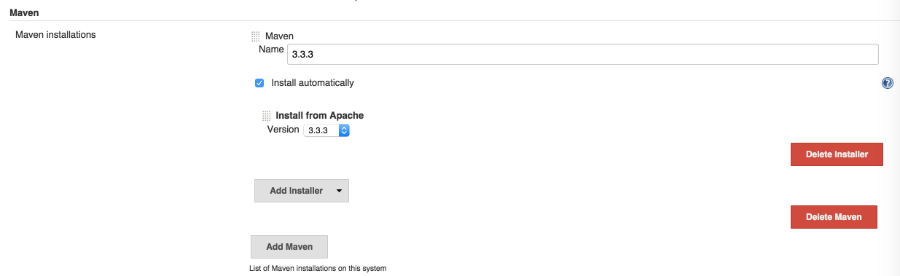 Maven
Maven installations
Maven
Name 3.3.3
Install automatically
Install from Apache
Version 3.3.3
Delete Installer
Add Installer
Delete Maven
Add Maven
List of Maven installations on this system